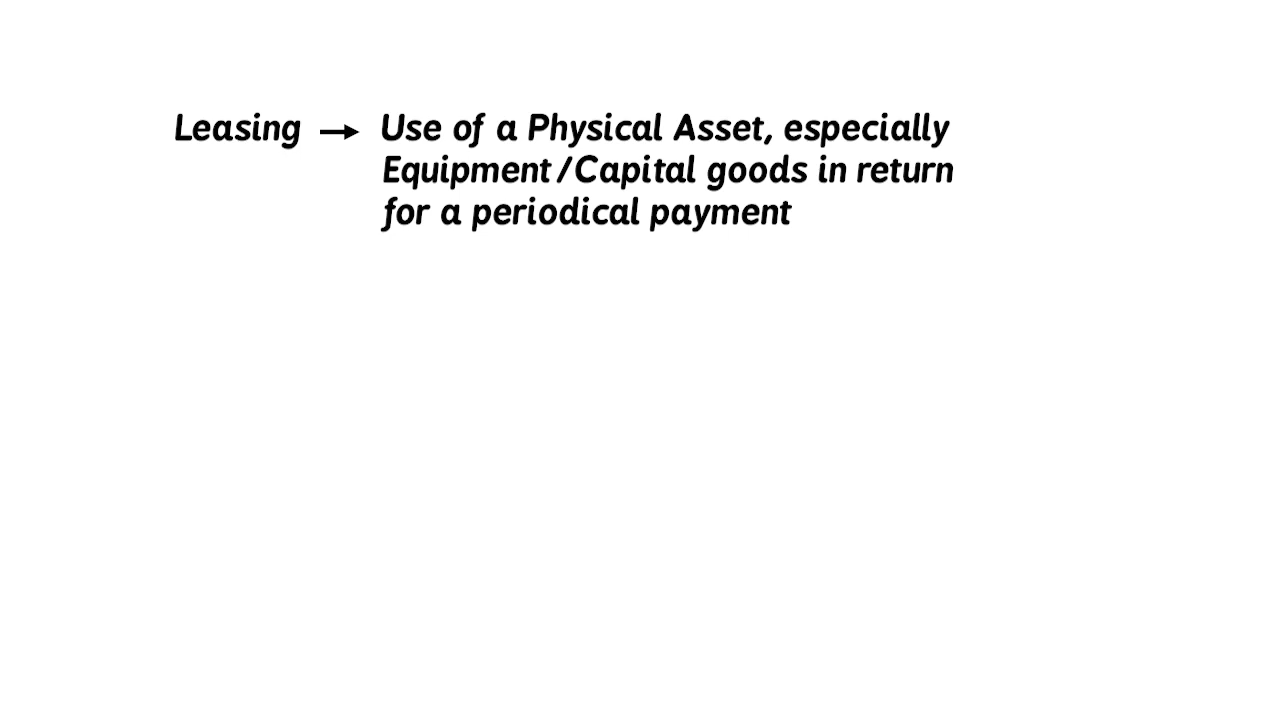 Leasing → Use of a Physical Asset, especially
Equipment/Capital goods in return
for a periodical payment